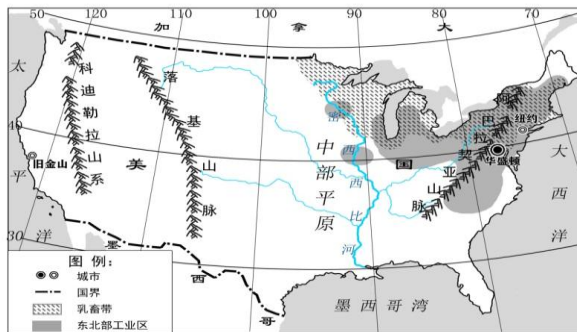 50
120
110
100
90
80
70
加拿大
太平洋
科迪勒拉山系
落基山脉
密西西比河
中部平原
阿巴拉契亚山脉
纽约
华盛顿
大西洋
40
旧金山
美国
30
墨西哥
墨西哥湾
图例：
城市
国界
乳畜带
东北部工业区